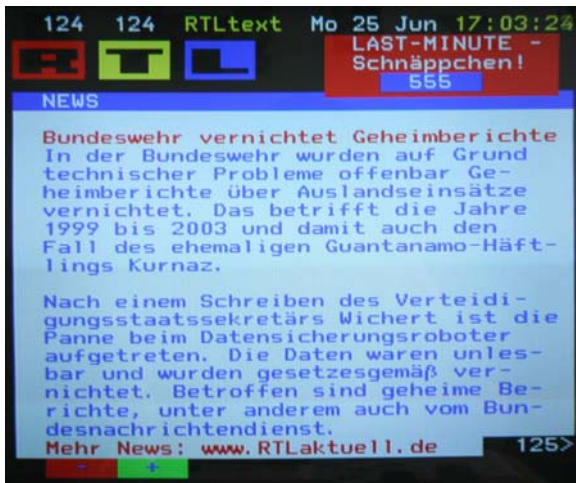 124 124 RTLtext Mo 25 Jun 17:03:24
RTL
LAST-MINUTE -
Schnäppchen!
555
NEWS
Bundeswehr vernichtet Geheimberichte
In der Bundeswehr wurden auf Grund
technischer Probleme offenbar Ge-
heimberichte über Auslandseinsätze
vernichtet. Das betrifft die Jahre
1999 bis 2003 und damit auch den
Fall des ehemaligen Guantanamo-Häft-
lings Kurnaz.
Nach einem Schreiben des Verteidi-
gungsstaatssekretärs Wichert ist die
Panne beim Datensicherungsroboter
aufgetreten. Die Daten waren unles-
bar und wurden gesetzesgemäß ver-
nichtet. Betroffen sind geheime Be-
richte, unter anderem auch vom Bun-
desnachrichtendienst.
Mehr News: www.RTLaktuell.de 125>
- +